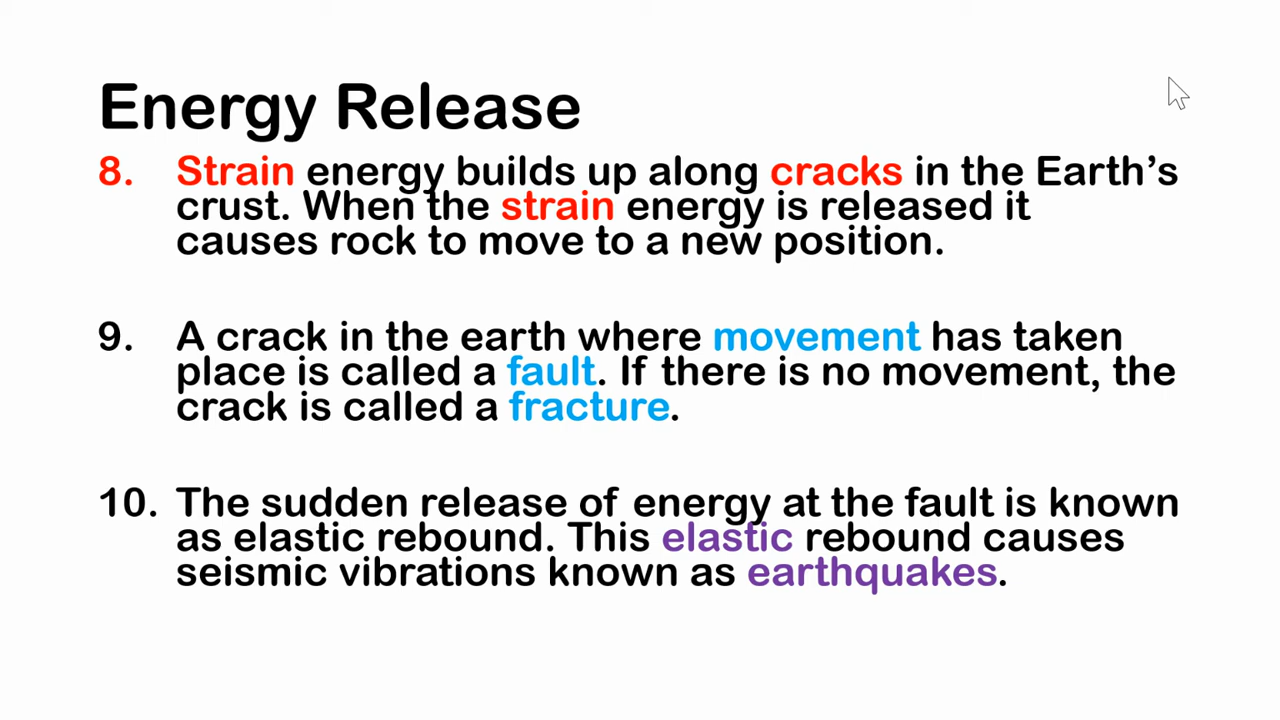 Energy Release
8. Strain energy builds up along cracks in the Earth’s
crust. When the strain energy is released it
causes rock to move to a new position.
9. A crack in the earth where movement has taken
place is called a fault. If there is no movement, the
crack is called a fracture.
10. The sudden release of energy at the fault is known
as elastic rebound. This elastic rebound causes
seismic vibrations known as earthquakes.